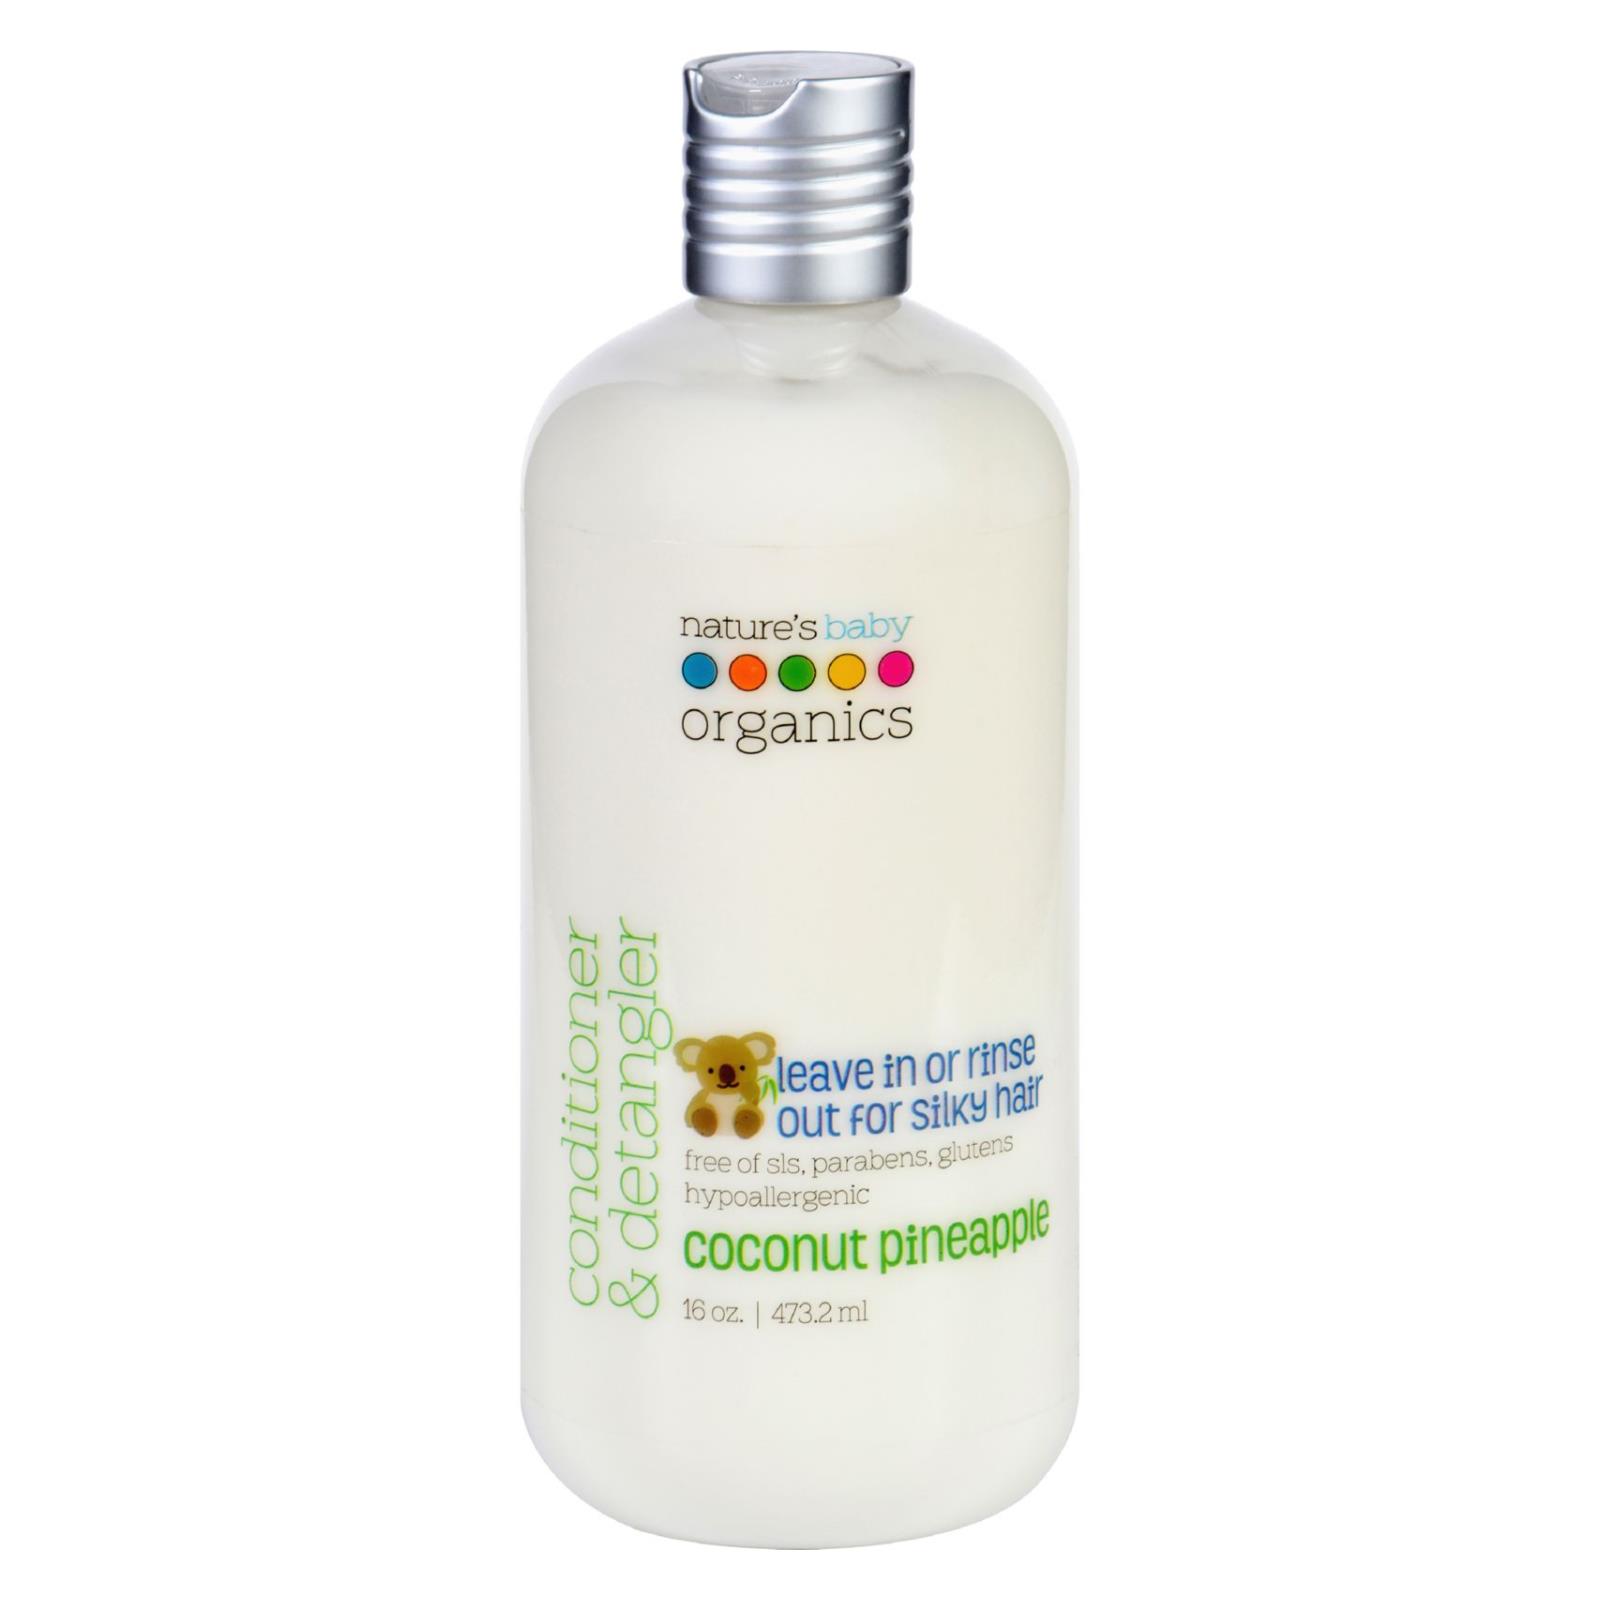 nature's baby
organics
conditioner
& detangler
leave in or rinse
out for silky hair
free of sls, parabens, glutens
hypoallergenic
coconut pineapple
16 oz. | 473.2 ml